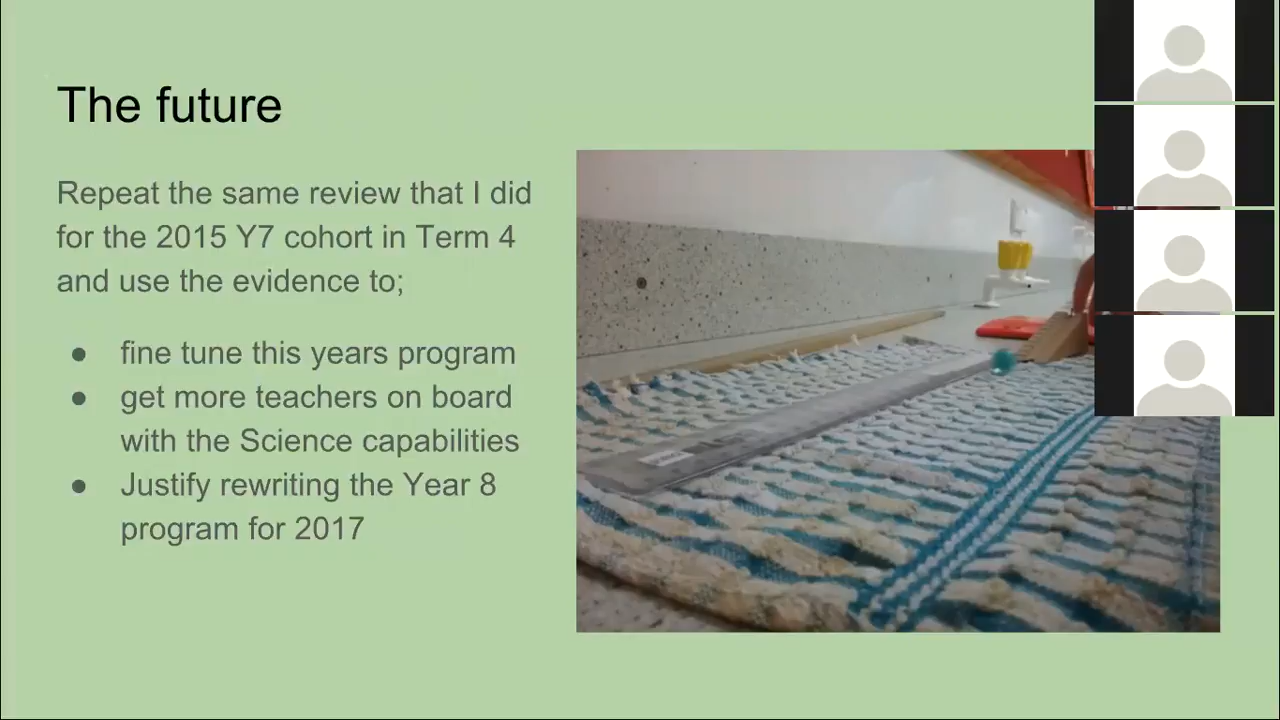 The future
Repeat the same review that I did
for the 2015 Y7 cohort in Term 4
and use the evidence to;
● fine tune this years program
● get more teachers on board
with the Science capabilities
● Justify rewriting the Year 8
program for 2017